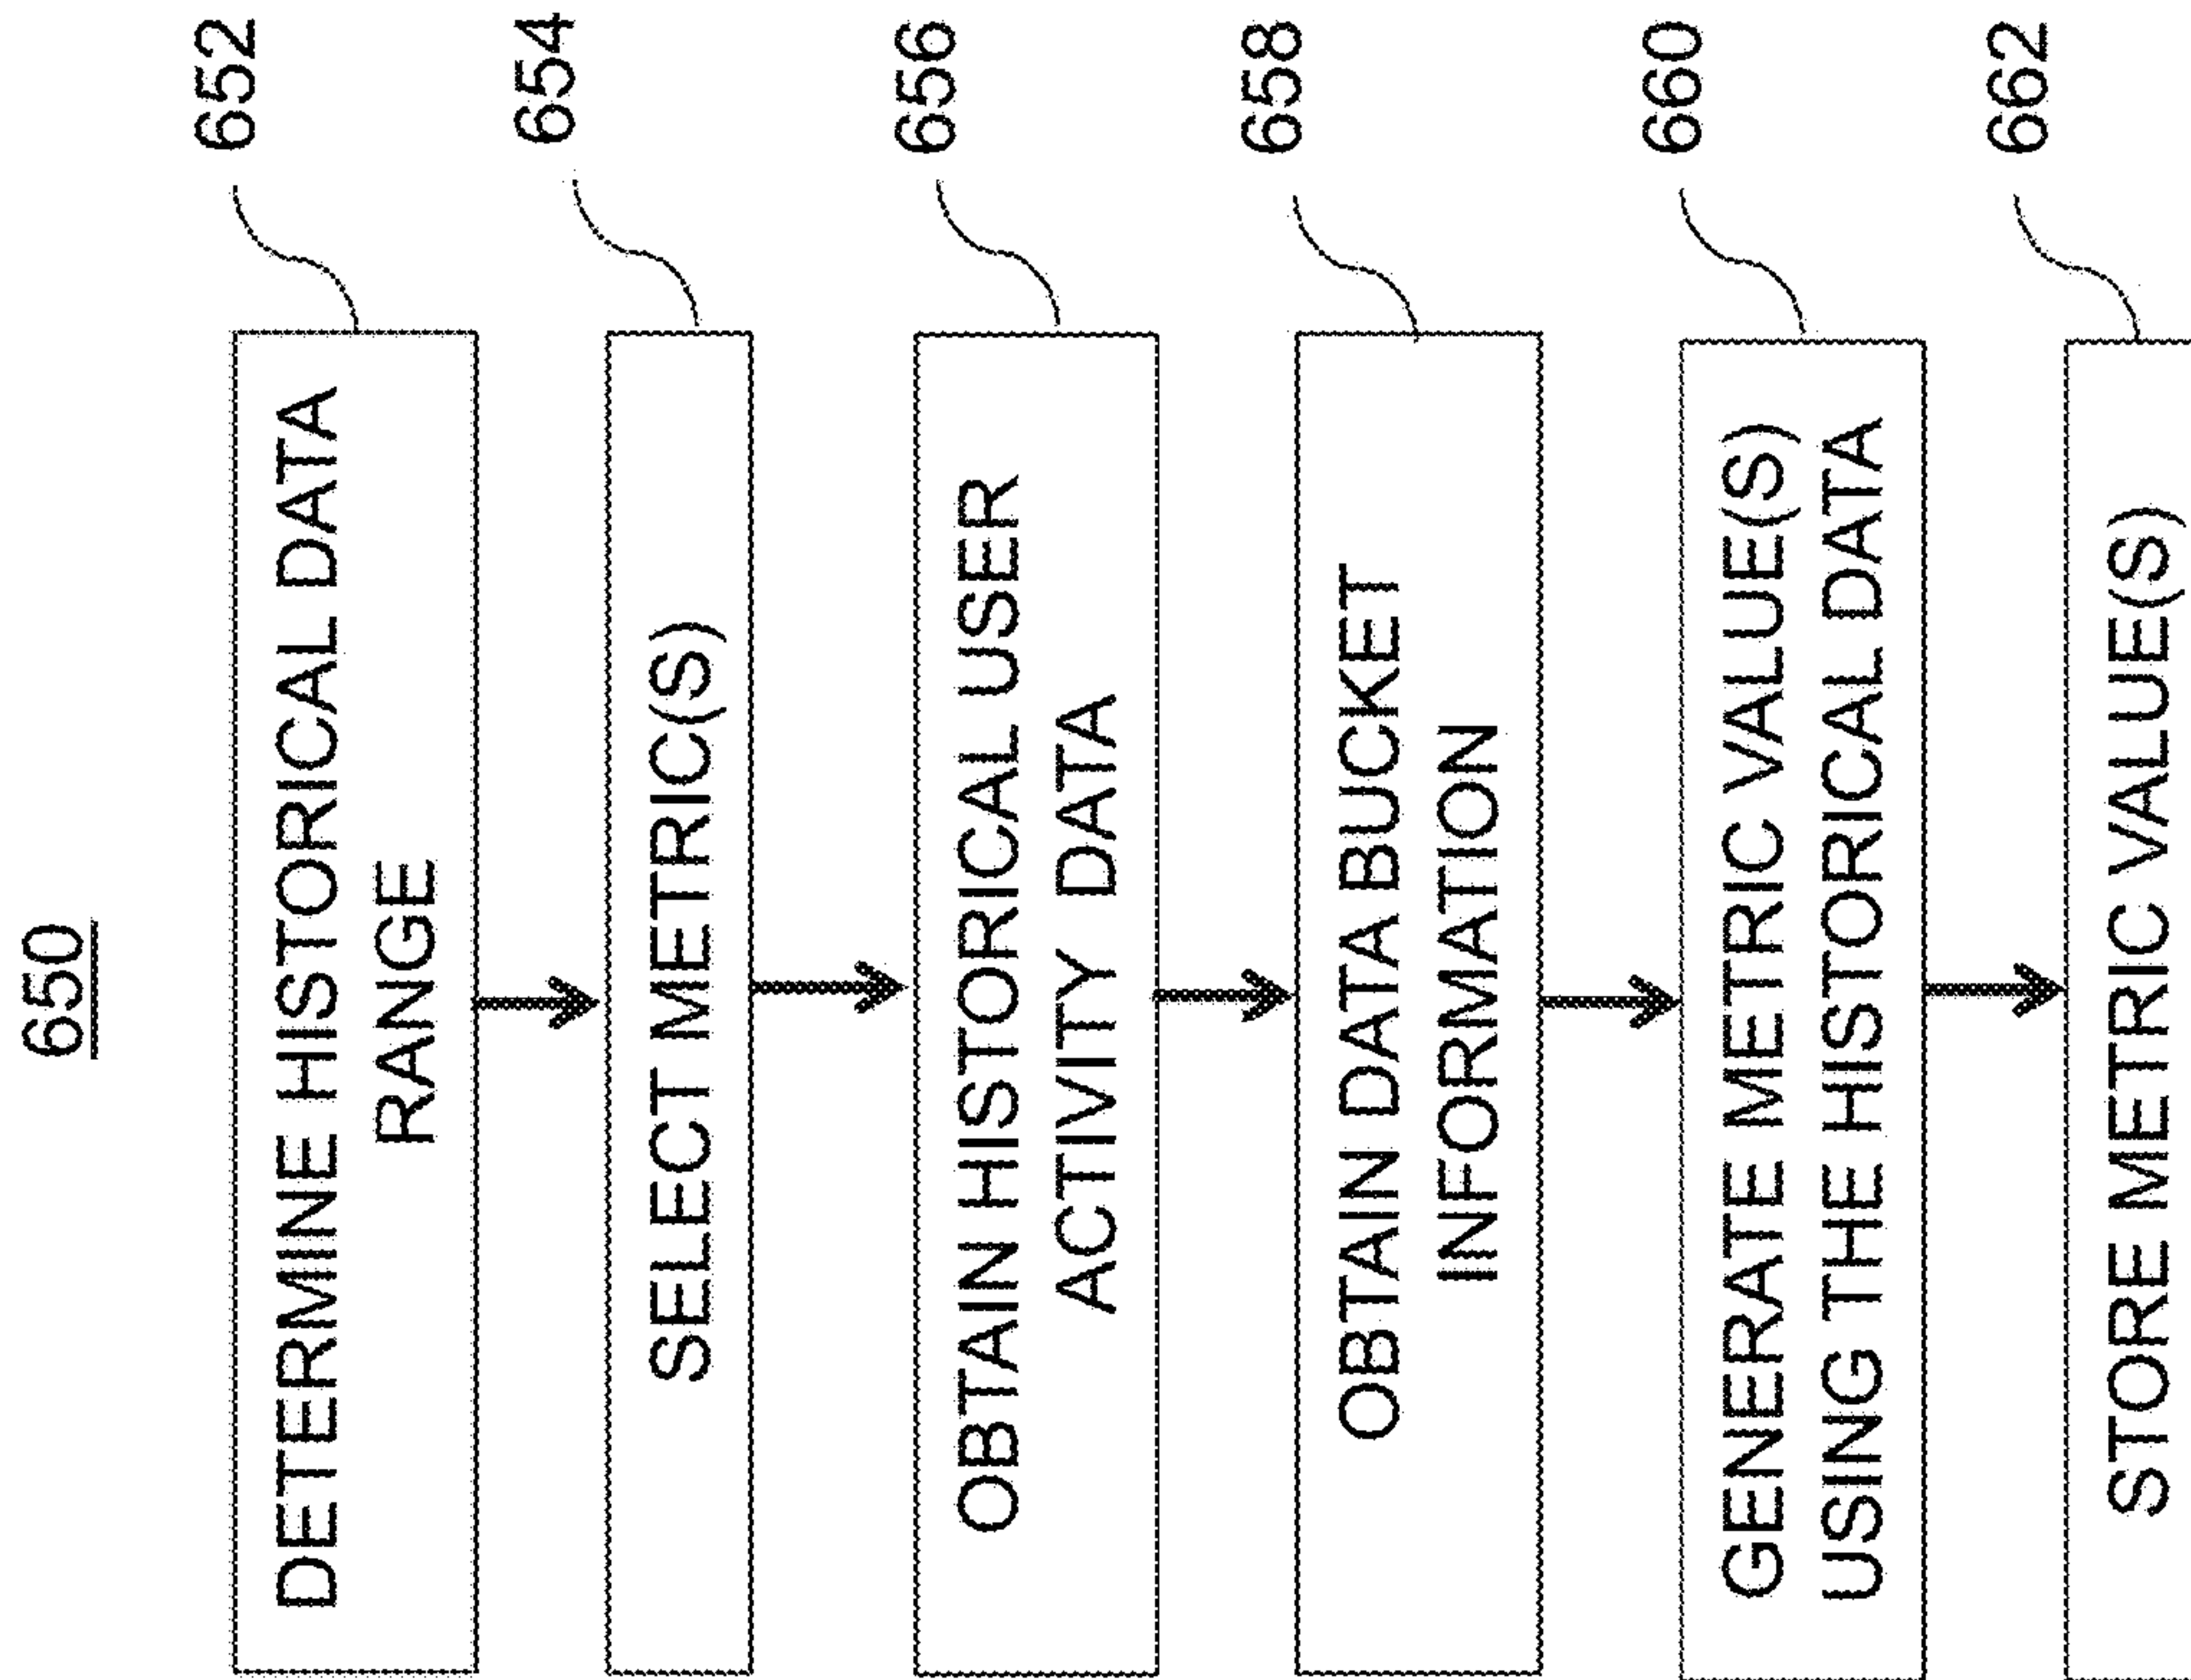 650
DETERMINE HISTORICAL DATA
RANGE
652
SELECT METRIC(S)
654
OBTAIN HISTORICAL USER
ACTIVITY DATA
656
OBTAIN DATA BUCKET
INFORMATION
658
GENERATE METRIC VALUE(S)
USING THE HISTORICAL DATA
660
STORE METRIC VALUE(S)
662